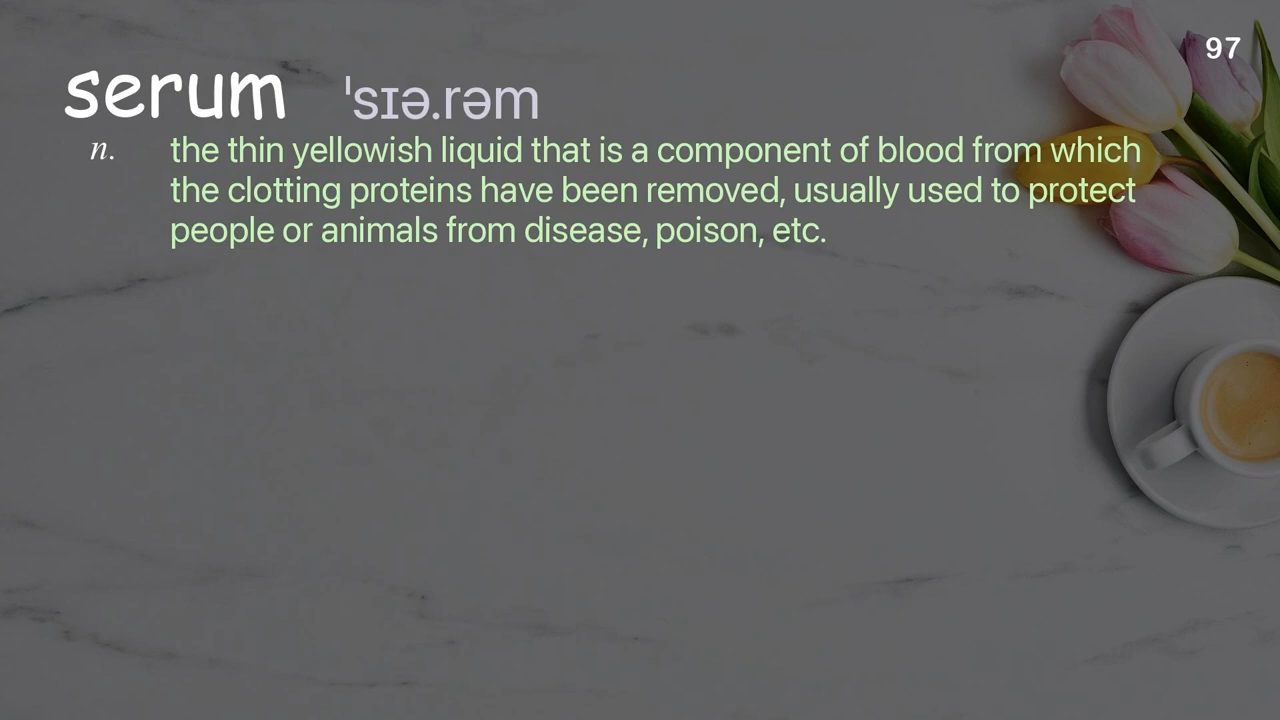 97
serum ˈsɪə.rəm
n. the thin yellowish liquid that is a component of blood from which
the clotting proteins have been removed, usually used to protect
people or animals from disease, poison, etc.